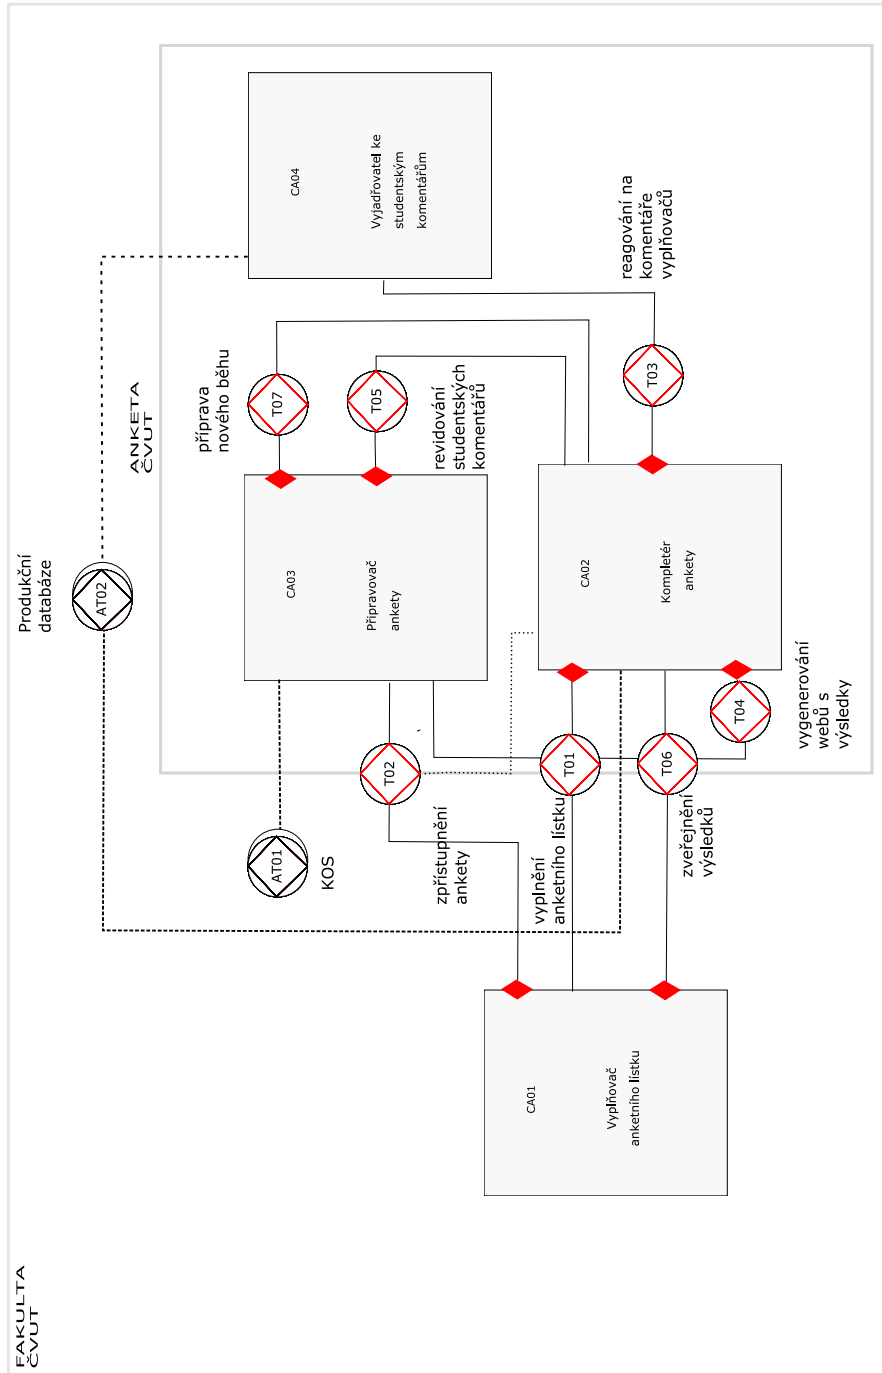 FAKULTA
ČVUT
ANKETA
ČVUT
Produkční
databáze
AT02
AT01
KOS
CA04
Vyjadřovatel ke
studentským
komentářům
CA03
Připravovač
ankety
CA02
Kompletér
ankety
CA01
Vyplňovač
anketního lístku
T07
příprava
nového běhu
T05
revidování
studentských
komentářů
T03
reagování na
komentáře
vyplňovačů
T02
zpřístupnění
ankety
T01
vyplnění
anketního lístku
T06
zveřejnění
výsledků
T04
vygenerování
webů s
výsledky